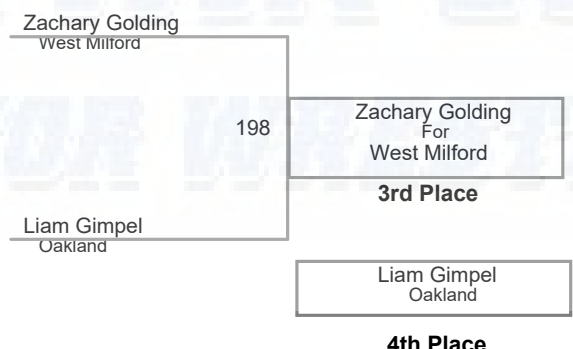 Zachary Golding
West Milford
198
Zachary Golding
For
West Milford
3rd Place
Liam Gimpel
Oakland
Liam Gimpel
Oakland
4th Place